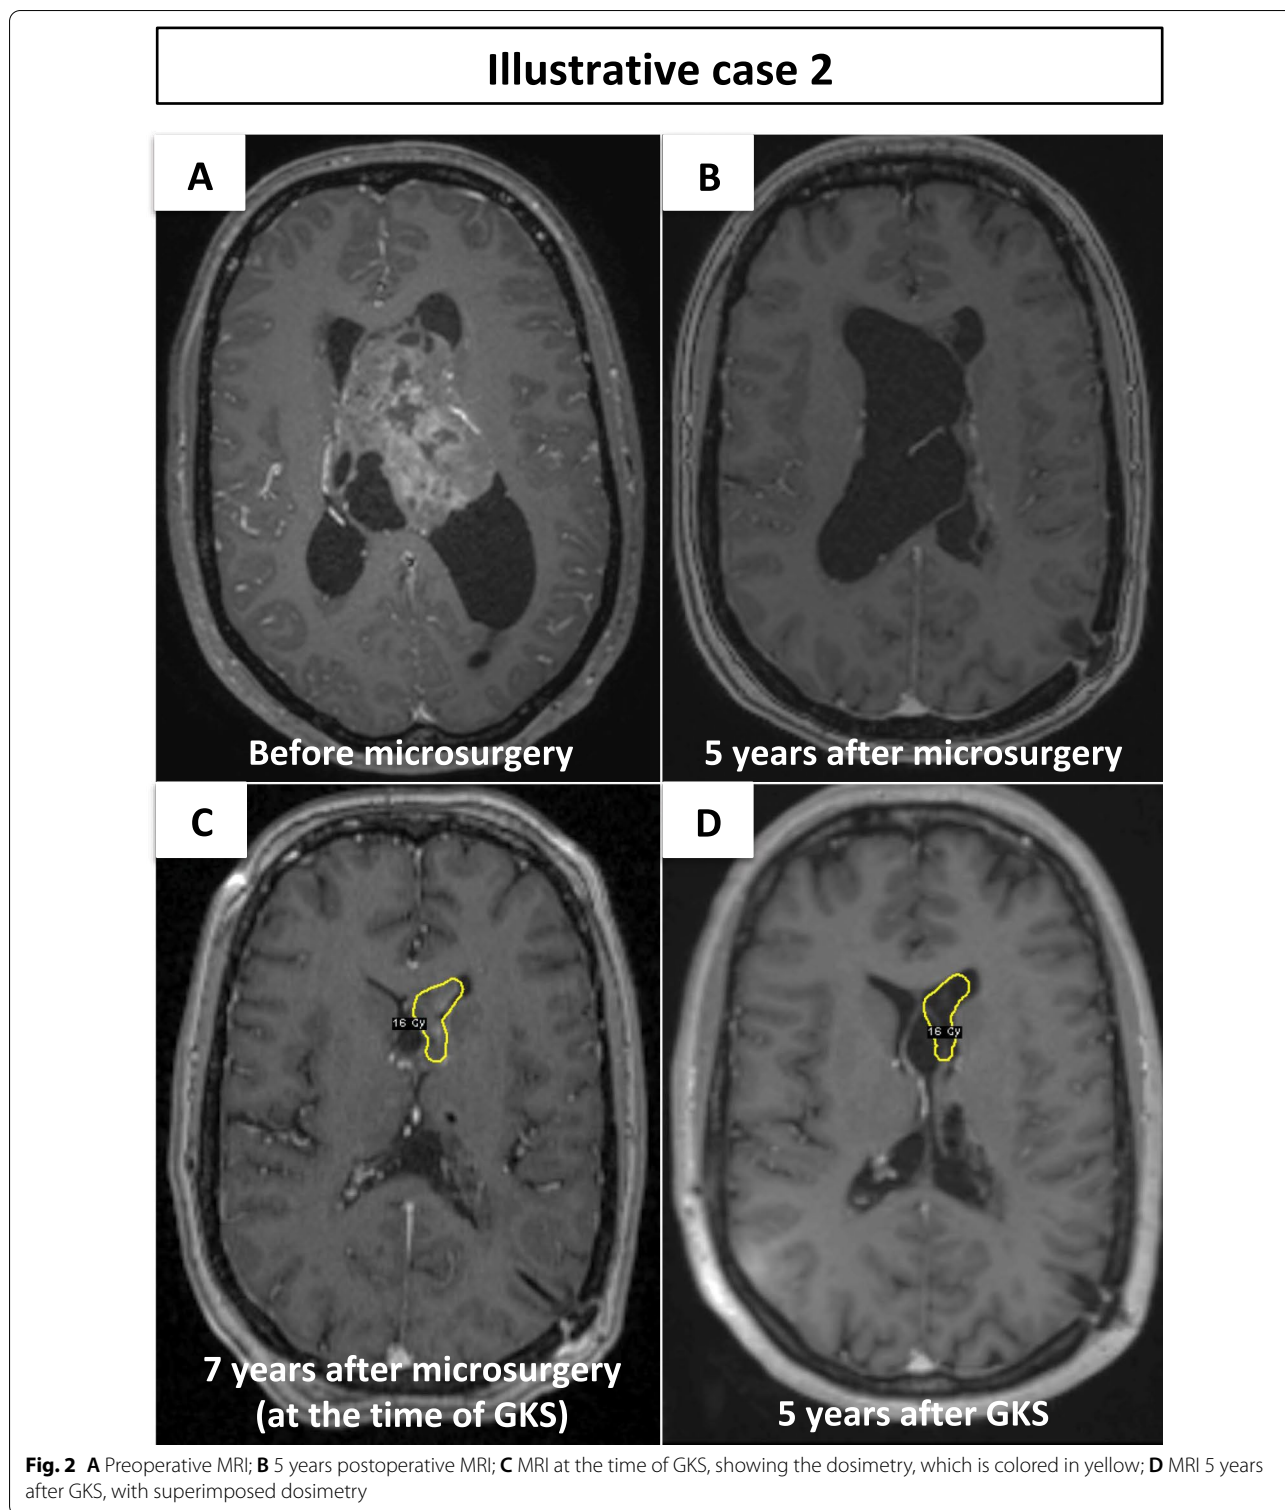 Illustrative case 2
A
B
Before microsurgery
5 years after microsurgery
C
D
16 Gy
16 Gy
7 years after microsurgery
(at the time of GKS)
5 years after GKS
Fig. 2 A Preoperative MRI; B 5 years postoperative MRI; C MRI at the time of GKS, showing the dosimetry, which is colored in yellow; D MRI 5 years
after GKS, with superimposed dosimetry